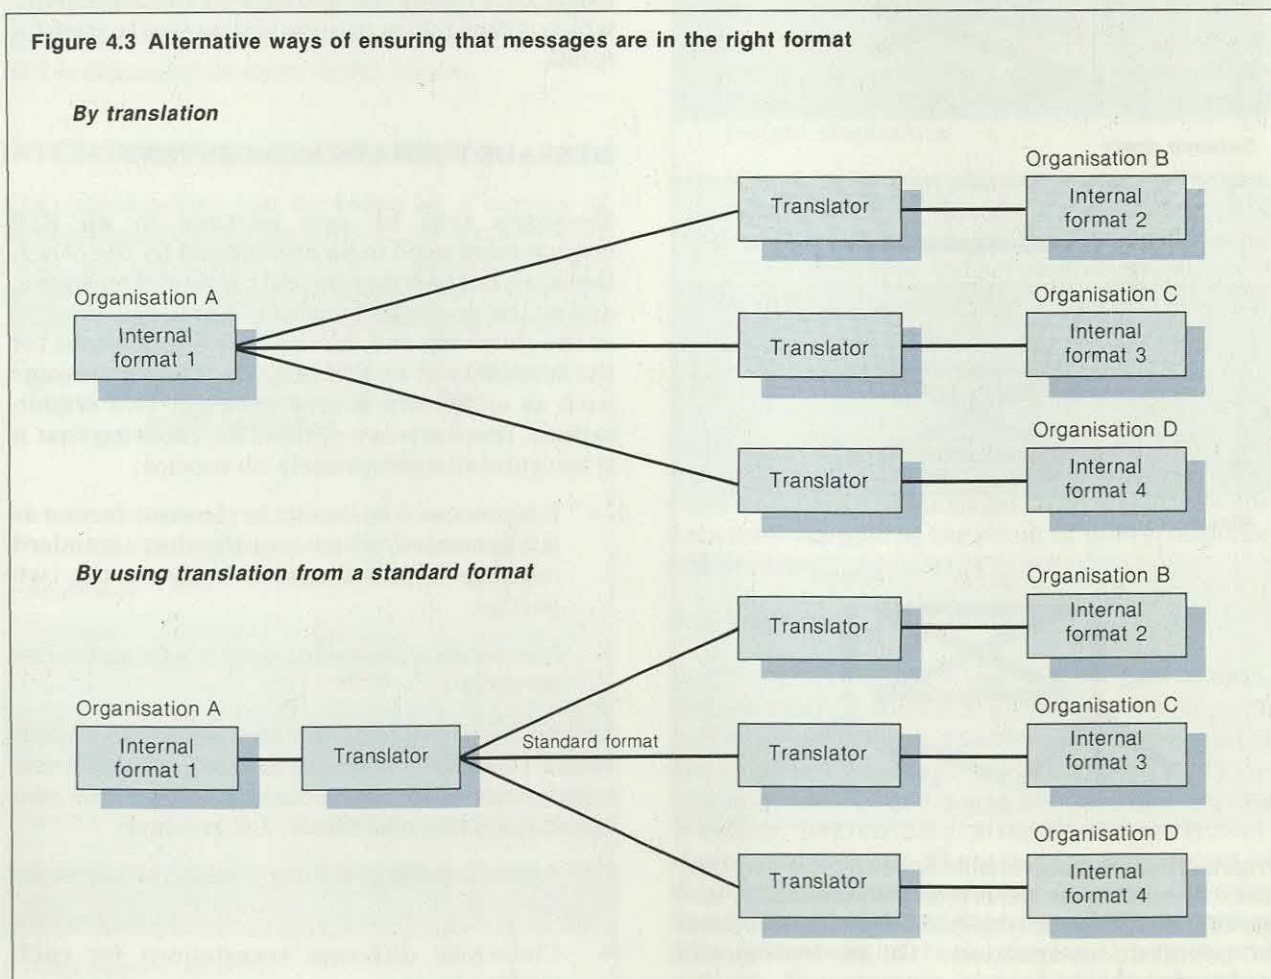 Figure 4.3 Alternative ways of ensuring that messages are in the right format
By translation
Organisation A
Internal
format 1
Translator
Organisation B
Internal
format 2
Translator
Organisation C
Internal
format 3
Translator
Organisation D
Internal
format 4
By using translation from a standard format
Organisation A
Internal
format 1
Translator
Standard format
Translator
Organisation B
Internal
format 2
Translator
Organisation C
Internal
format 3
Translator
Organisation D
Internal
format 4